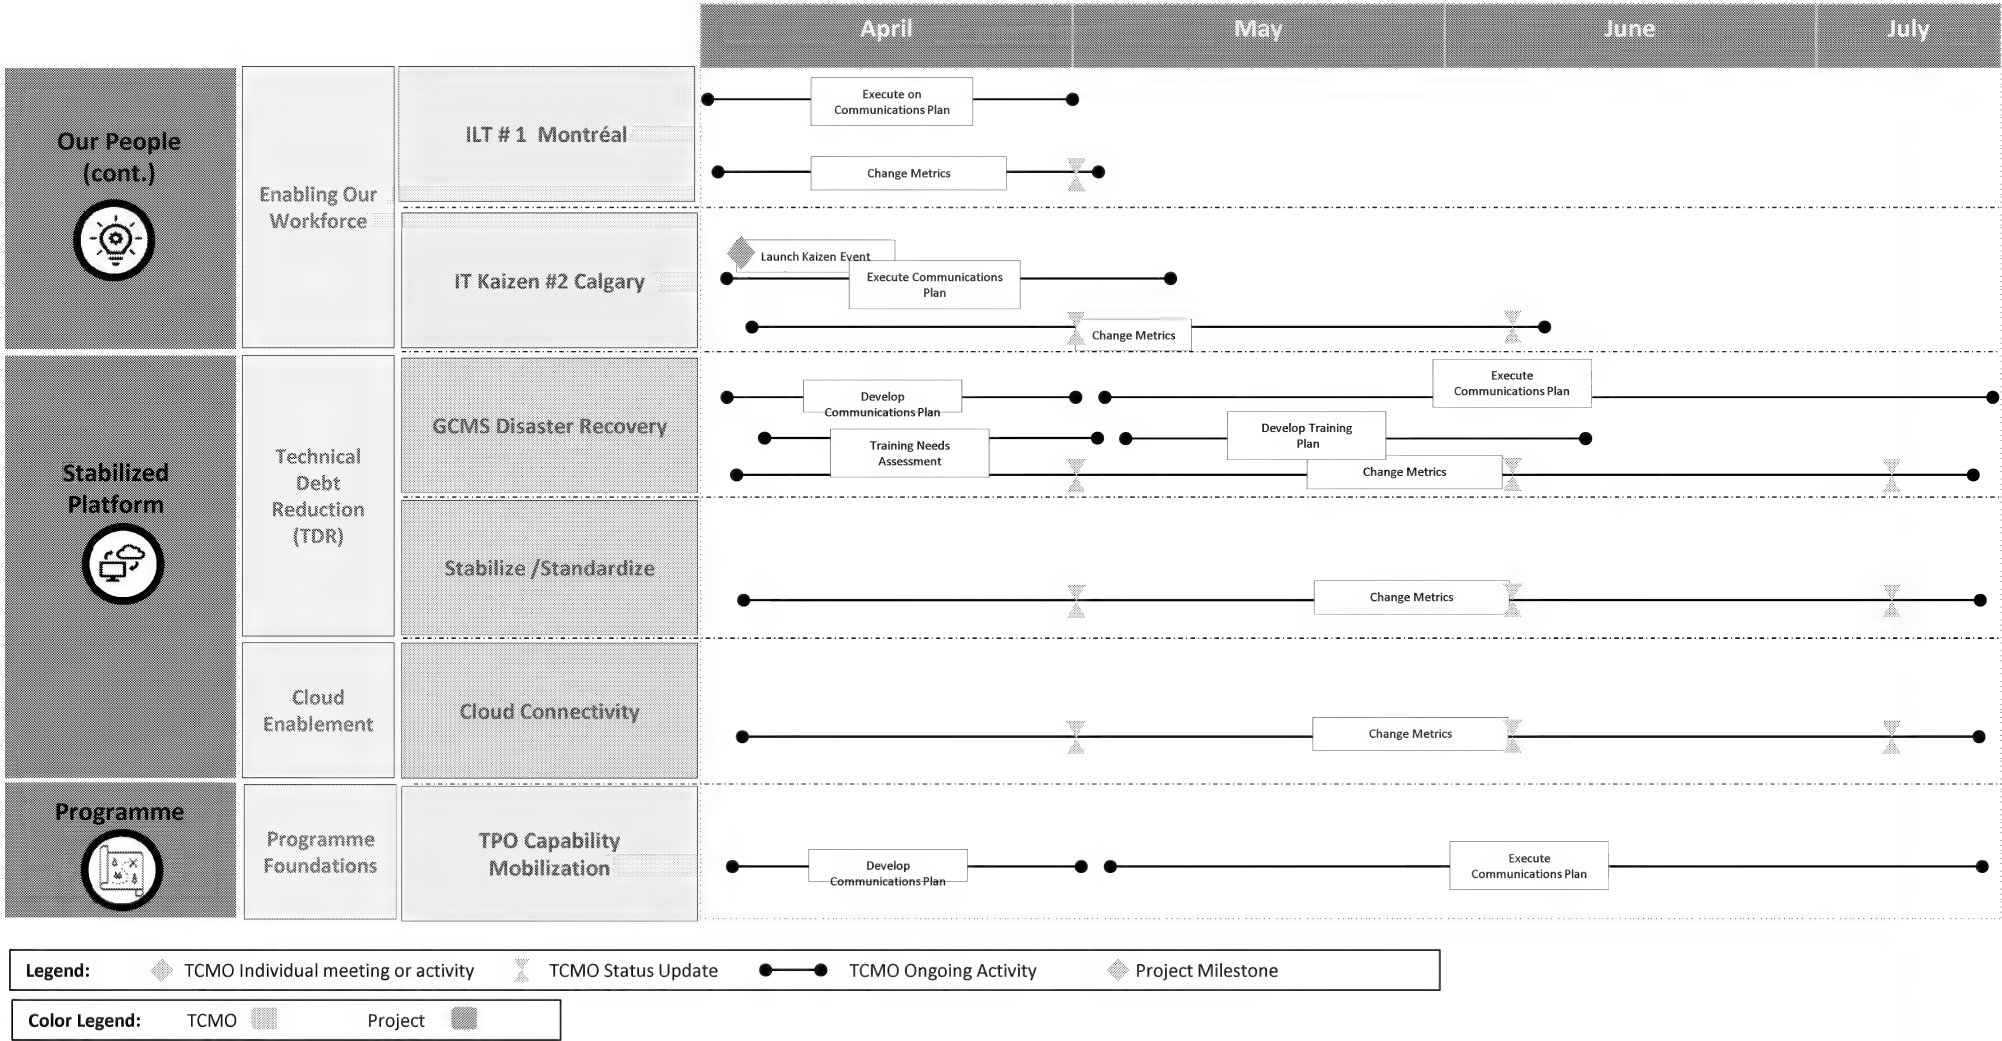 April
May
June
July
Our People
(cont.)
Enabling Our
Workforce
ILT # 1  Montréal
Execute on
Communications Plan
Change Metrics
IT Kaizen #2 Calgary
Launch Kaizen Event
Execute Communications
Plan
Change Metrics
Stabilized
Platform
Technical
Debt
Reduction
(TDR)
GCMS Disaster Recovery
Develop
Communications Plan
Execute
Communications Plan
Training Needs
Assessment
Develop Training
Plan
Change Metrics
Stabilize /Standardize
Change Metrics
Cloud
Enablement
Cloud Connectivity
Change Metrics
Programme
Programme
Foundations
TPO Capability
Mobilization
Develop
Communications Plan
Execute
Communications Plan
Legend:
TCMO Individual meeting or activity
TCMO Status Update
TCMO Ongoing Activity
Project Milestone
Color Legend:
TCMO
Project